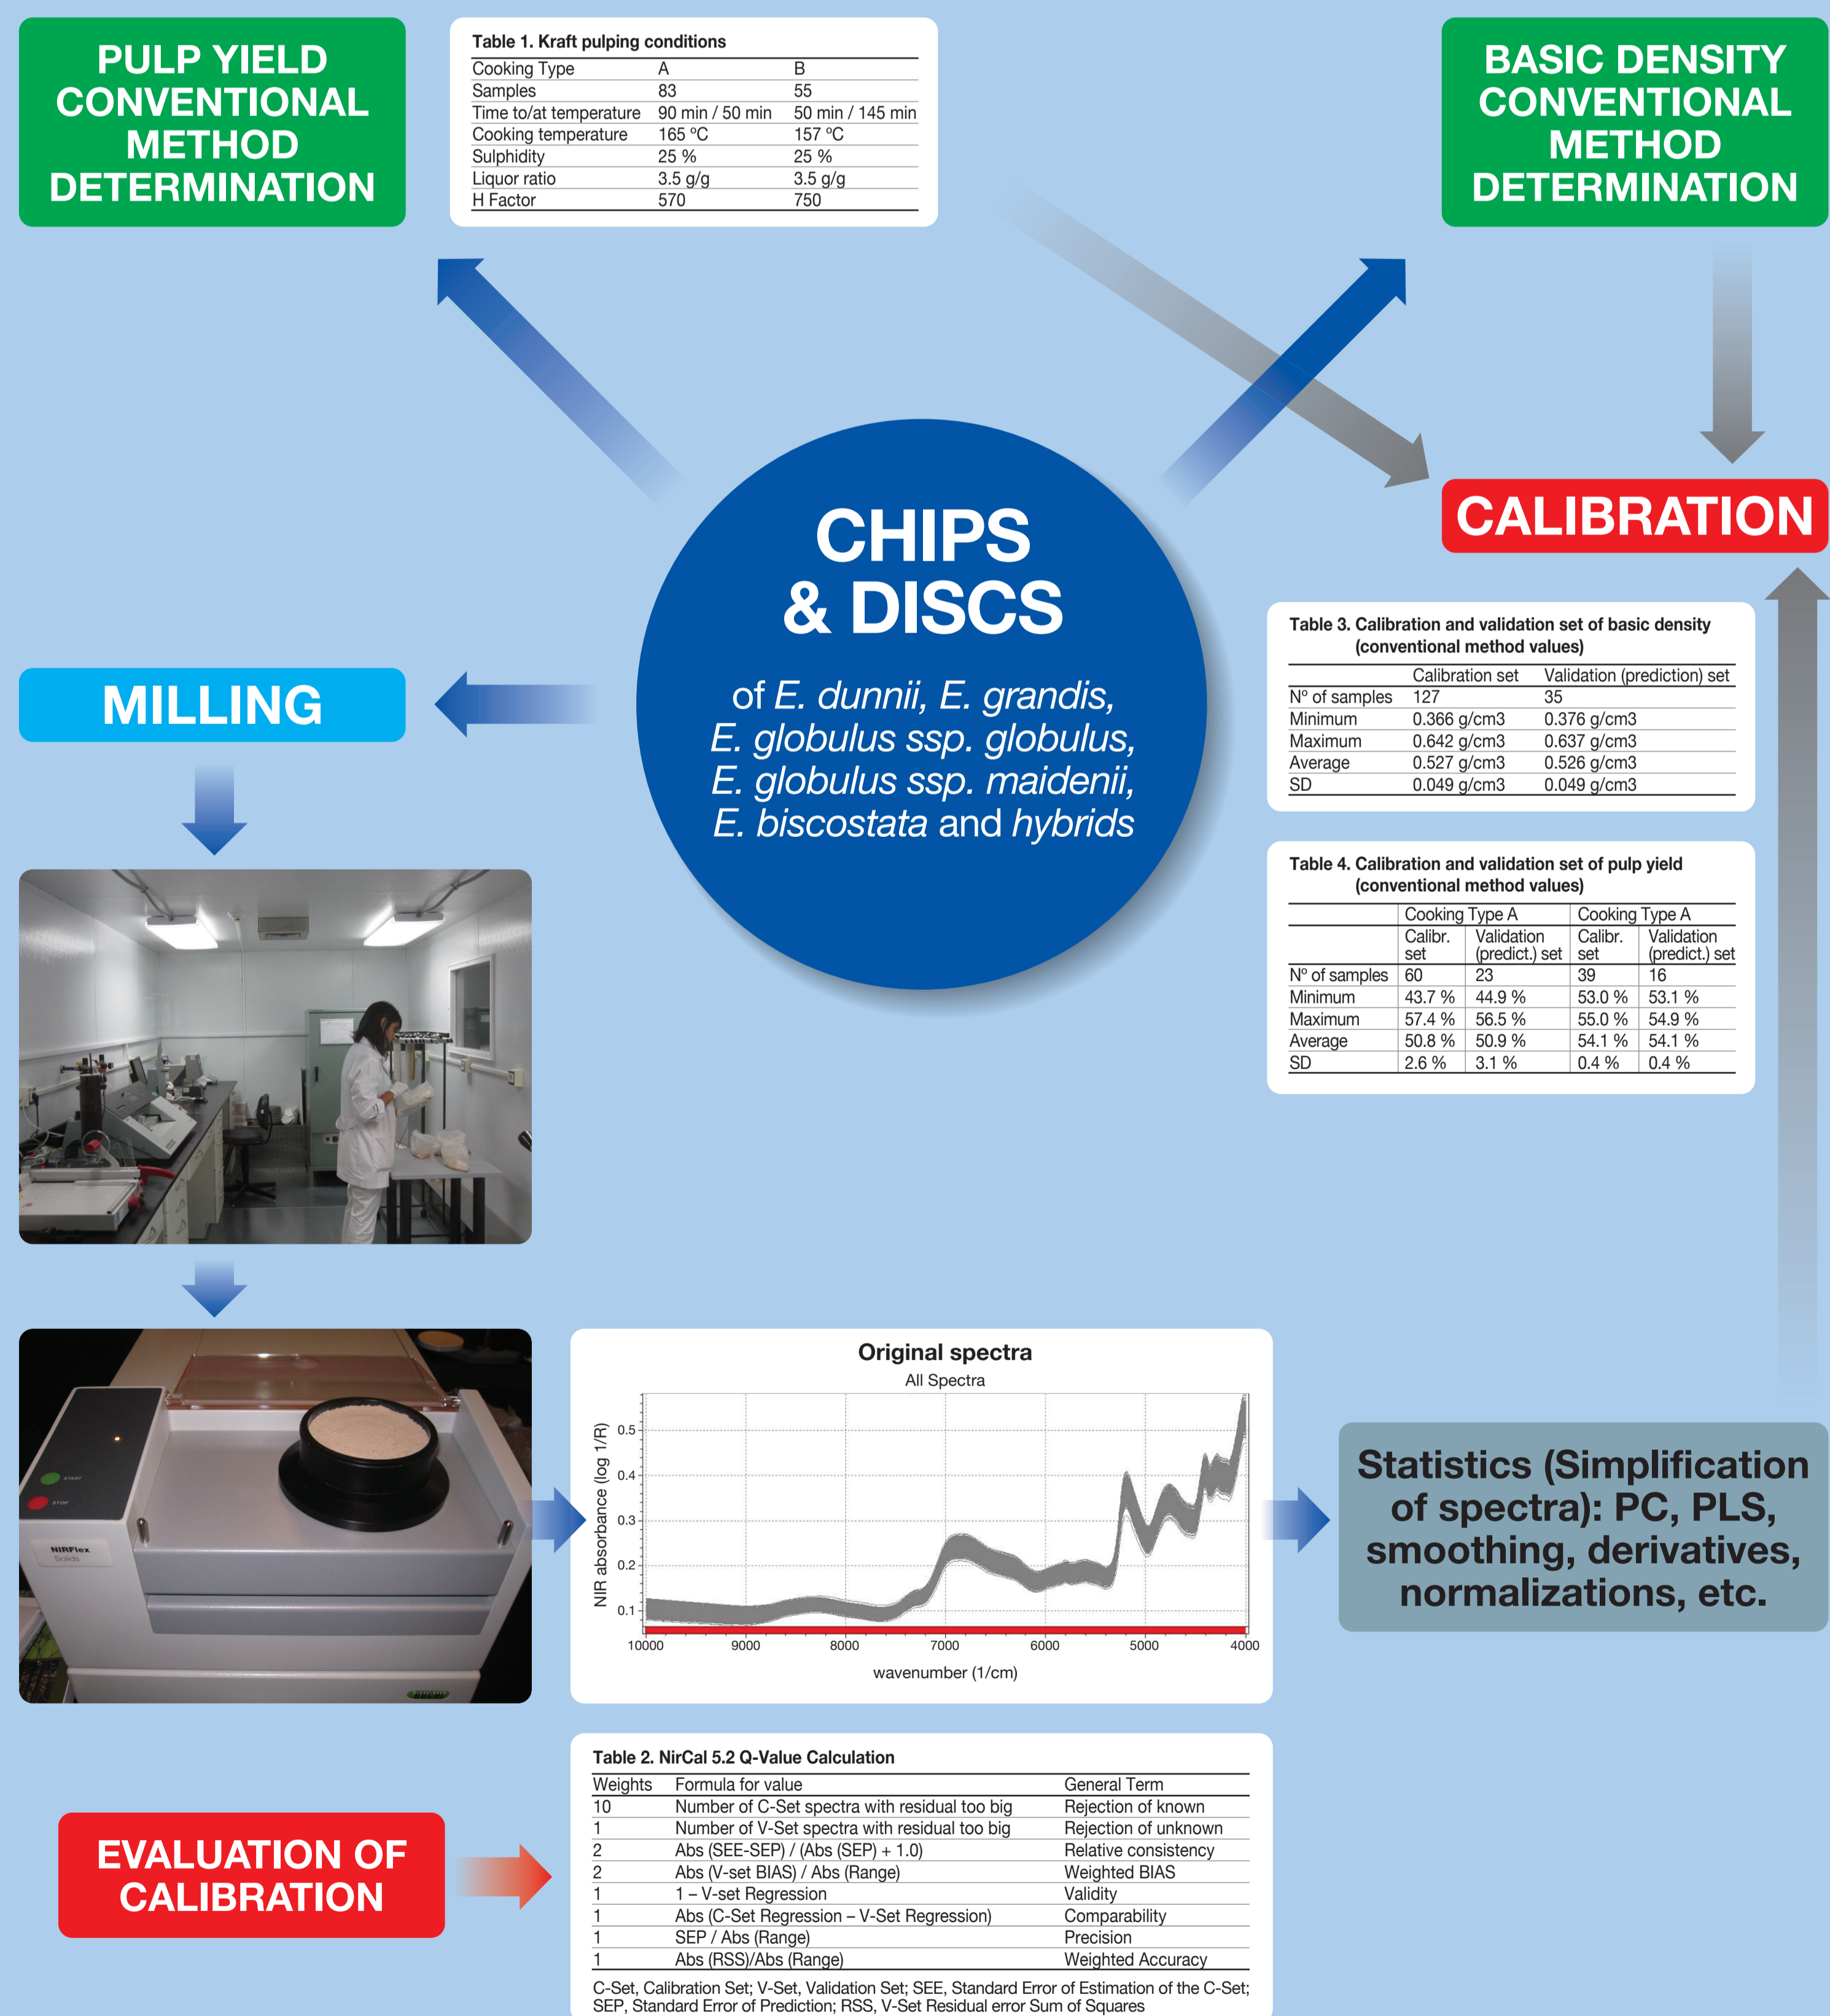 PULP YIELD
CONVENTIONAL
METHOD
DETERMINATION
Table 1. Kraft pulping conditions
Cooking Type A B
Samples 83 55
Time to/at temperature 90 min / 50 min 50 min / 145 min
Cooking temperature 165 ºC 157 ºC
Sulphidity 25 % 25 %
Liquor ratio 3.5 g/g 3.5 g/g
H Factor 570 750
BASIC DENSITY
CONVENTIONAL
METHOD
DETERMINATION
CALIBRATION
CHIPS
& DISCS
of E. dunnii, E. grandis,
E. globulus ssp. globulus,
E. globulus ssp. maidenii,
E. biscostata and hybrids
MILLING
Table 3. Calibration and validation set of basic density
(conventional method values)
Calibration set Validation (prediction) set
Nº of samples 127 35
Minimum 0.366 g/cm3 0.376 g/cm3
Maximum 0.642 g/cm3 0.637 g/cm3
Average 0.527 g/cm3 0.526 g/cm3
SD 0.049 g/cm3 0.049 g/cm3
Table 4. Calibration and validation set of pulp yield
(conventional method values)
Cooking Type A Cooking Type A
Calibr. Validation Calibr. Validation
set (predict.) set set (predict.) set
Nº of samples 60 23 39 16
Minimum 43.7 % 44.9 % 53.0 % 53.1 %
Maximum 57.4 % 56.5 % 55.0 % 54.9 %
Average 50.8 % 50.9 % 54.1 % 54.1 %
SD 2.6 % 3.1 % 0.4 % 0.4 %
START
STOP
NIRFlex
Solids
Original spectra
All Spectra
NIR absorbance (log 1/R)
0.5
0.4
0.3
0.2
0.1
10000 9000 8000 7000 6000 5000 4000
wavenumber (1/cm)
Statistics (Simplification
of spectra): PC, PLS,
smoothing, derivatives,
normalizations, etc.
EVALUATION OF
CALIBRATION
Table 2. NirCal 5.2 Q-Value Calculation
Weights Formula for value General Term
10 Number of C-Set spectra with residual too big Rejection of known
1 Number of V-Set spectra with residual too big Rejection of unknown
2 Abs (SEE-SEP) / (Abs (SEP) + 1.0) Relative consistency
2 Abs (V-set BIAS) / Abs (Range) Weighted BIAS
1 1 – V-set Regression Validity
1 Abs (C-Set Regression – V-Set Regression) Comparability
1 SEP / Abs (Range) Precision
1 Abs (RSS)/Abs (Range) Weighted Accuracy
C-Set, Calibration Set; V-Set, Validation Set; SEE, Standard Error of Estimation of the C-Set;
SEP, Standard Error of Prediction; RSS, V-Set Residual error Sum of Squares